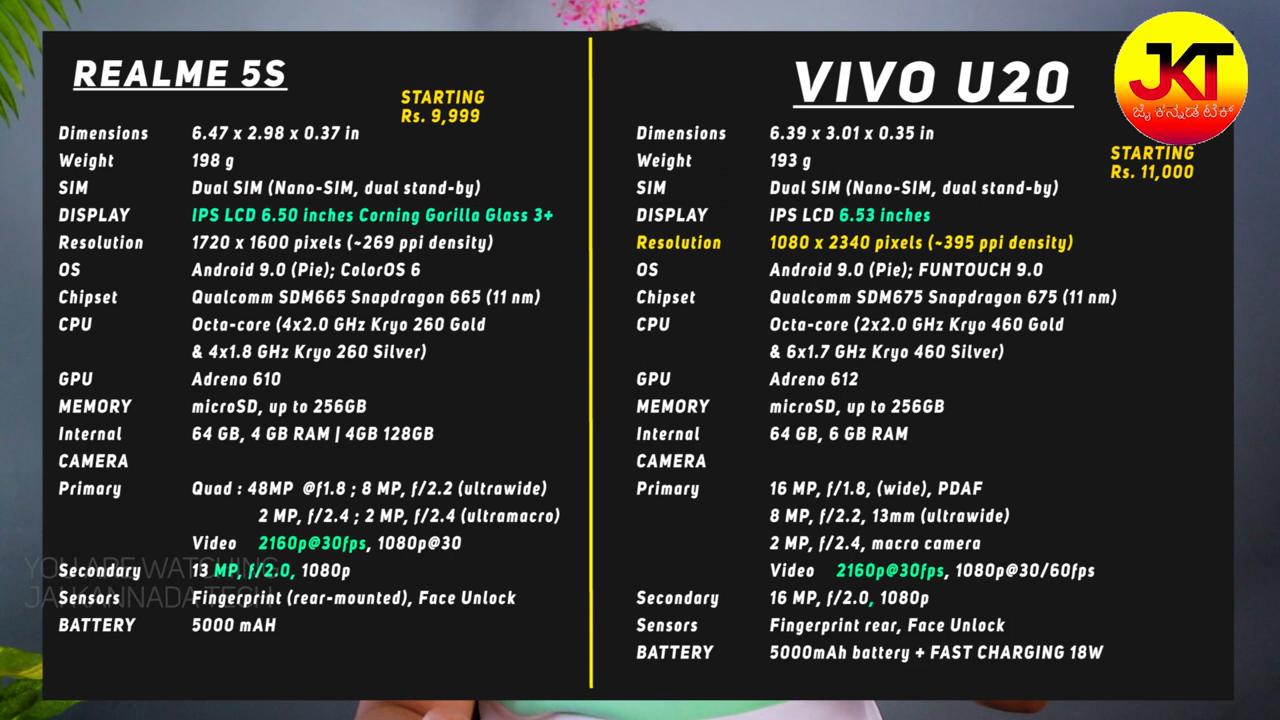 REALME 5S
STARTING
Rs. 9,999
Dimensions 6.47 x 2.98 x 0.37 in
Weight 198 g
SIM Dual SIM (Nano-SIM, dual stand-by)
DISPLAY IPS LCD 6.50 inches Corning Gorilla Glass 3+
Resolution 1720 x 1600 pixels (~269 ppi density)
OS Android 9.0 (Pie); ColorOS 6
Chipset Qualcomm SDM665 Snapdragon 665 (11 nm)
CPU Octa-core (4x2.0 GHz Kryo 260 Gold
& 4x1.8 GHz Kryo 260 Silver)
GPU Adreno 610
MEMORY microSD, up to 256GB
Internal 64 GB, 4 GB RAM | 4GB 128GB
CAMERA
Primary Quad : 48MP @f1.8 ; 8 MP, f/2.2 (ultrawide)
2 MP, f/2.4 ; 2 MP, f/2.4 (ultramacro)
Video 2160p@30fps, 1080p@30
Secondary 13 MP, f/2.0, 1080p
Sensors Fingerprint (rear-mounted), Face Unlock
BATTERY 5000 mAH
YOU ARE WATCHING
JAI KANNADA TECH
VIVO U20
JKT
ಜೈ ಕನ್ನಡ ಟೆಕ್
STARTING
Rs. 11,000
Dimensions 6.39 x 3.01 x 0.35 in
Weight 193 g
SIM Dual SIM (Nano-SIM, dual stand-by)
DISPLAY IPS LCD 6.53 inches
Resolution 1080 x 2340 pixels (~395 ppi density)
OS Android 9.0 (Pie); FUNTOUCH 9.0
Chipset Qualcomm SDM675 Snapdragon 675 (11 nm)
CPU Octa-core (2x2.0 GHz Kryo 460 Gold
& 6x1.7 GHz Kryo 460 Silver)
GPU Adreno 612
MEMORY microSD, up to 256GB
Internal 64 GB, 6 GB RAM
CAMERA
Primary 16 MP, f/1.8, (wide), PDAF
8 MP, f/2.2, 13mm (ultrawide)
2 MP, f/2.4, macro camera
Video 2160p@30fps, 1080p@30/60fps
Secondary 16 MP, f/2.0, 1080p
Sensors Fingerprint rear, Face Unlock
BATTERY 5000mAh battery + FAST CHARGING 18W